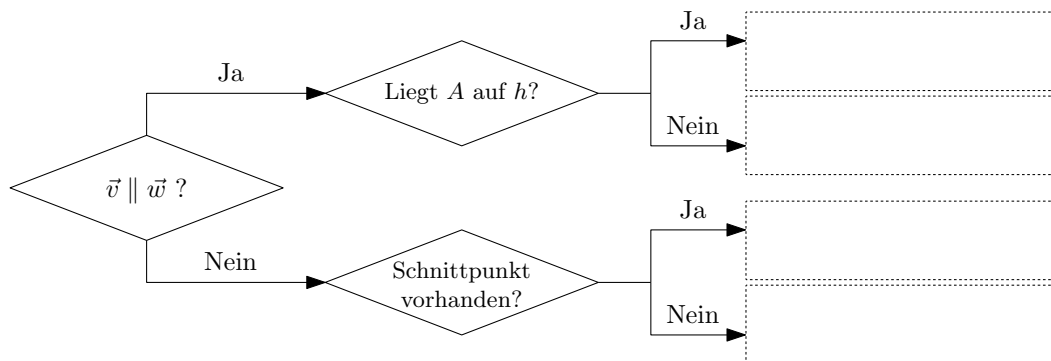 Ja
Liegt A auf h?
Ja
Nein
v⃗ ∥ w⃗ ?
Nein
Schnittpunkt
vorhanden?
Ja
Nein